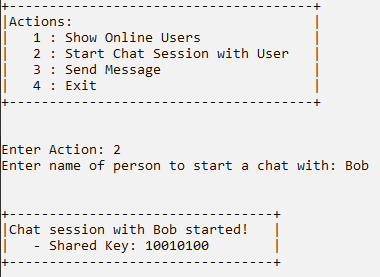 +---------------------------------------+
|Actions:                               |
|   1 : Show Online Users               |
|   2 : Start Chat Session with User    |
|   3 : Send Message                    |
|   4 : Exit                            |
+---------------------------------------+
Enter Action: 2
Enter name of person to start a chat with: Bob
+----------------------------------+
|Chat session with Bob started!    |
|   - Shared Key: 10010100         |
+----------------------------------+